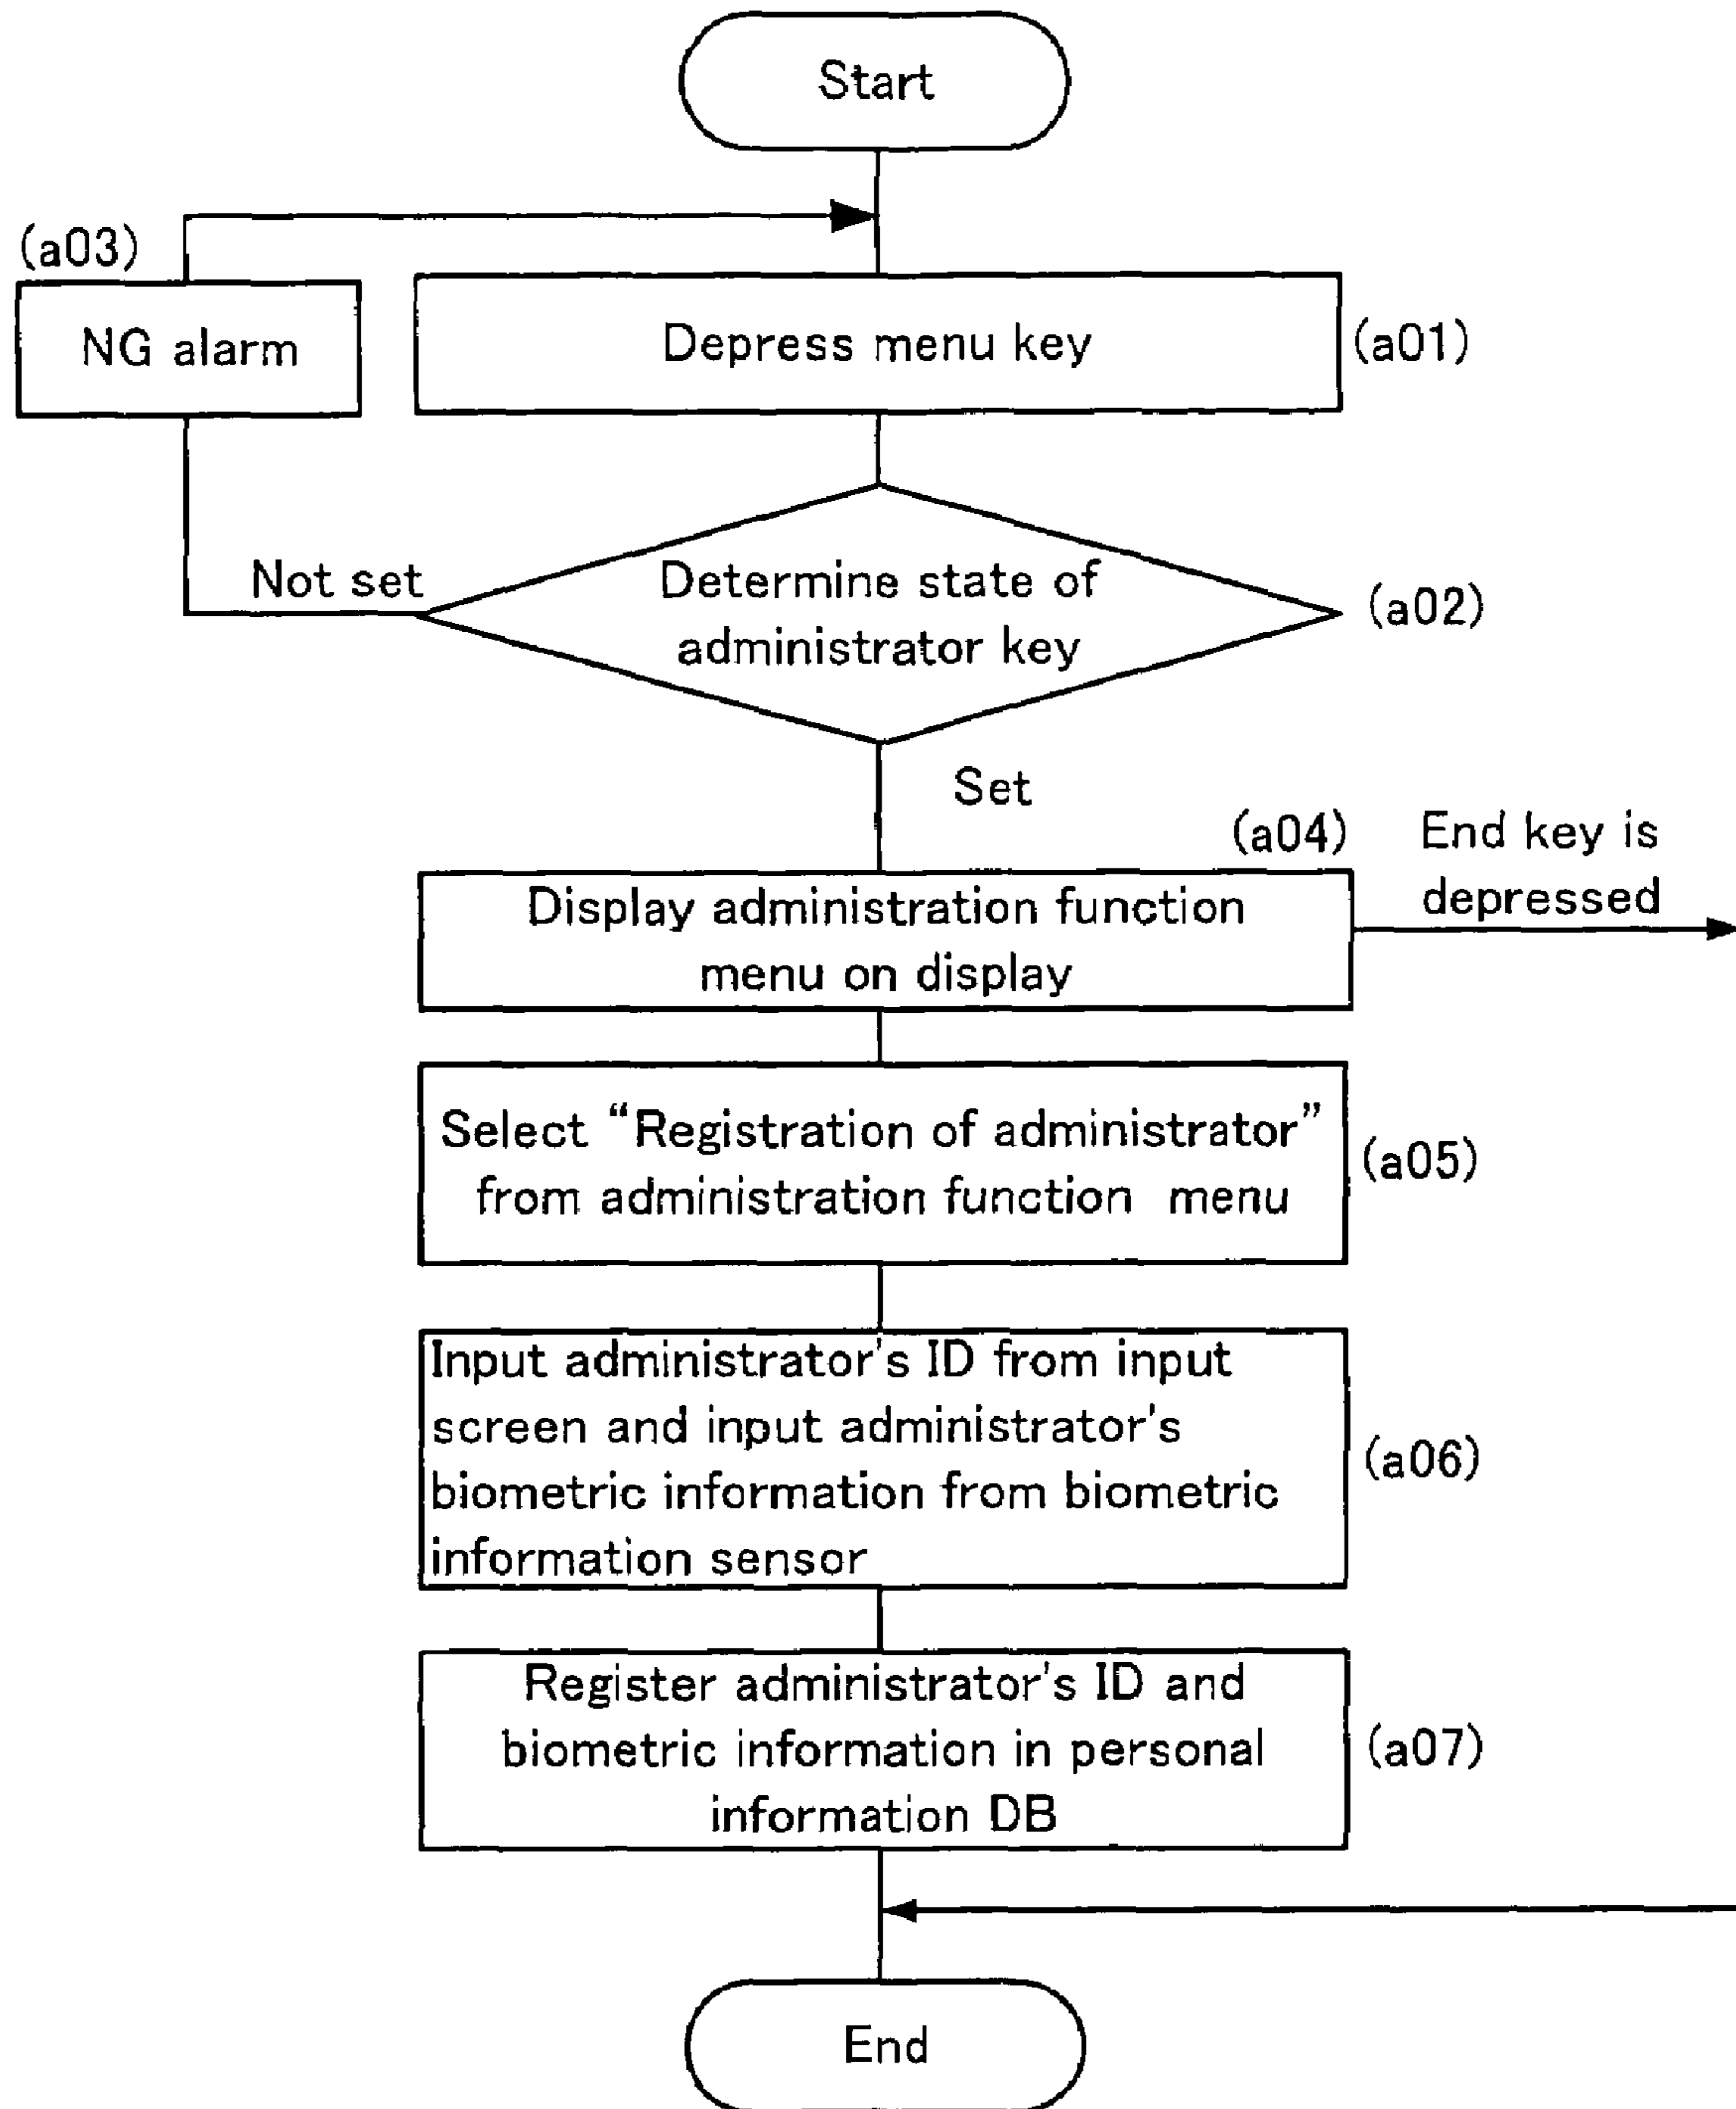 Start
(a03)
NG alarm
Depress menu key
(a01)
Not set
Determine state of
administrator key
(a02)
Set
(a04)
End key is
depressed
Display administration function
menu on display
Select “Registration of administrator”
from administration function menu
(a05)
Input administrator's ID from input
screen and input administrator's
biometric information from biometric
information sensor
(a06)
Register administrator's ID and
biometric information in personal
information DB
(a07)
End